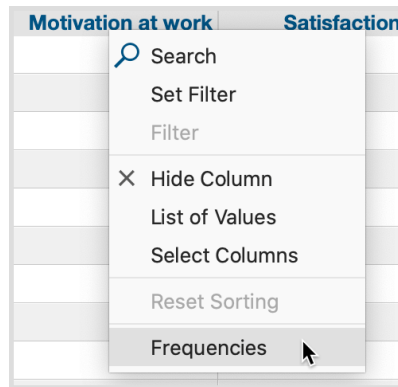 Motivation at work Satisfaction
Search
Set Filter
Filter
Hide Column
List of Values
Select Columns
Reset Sorting
Frequencies